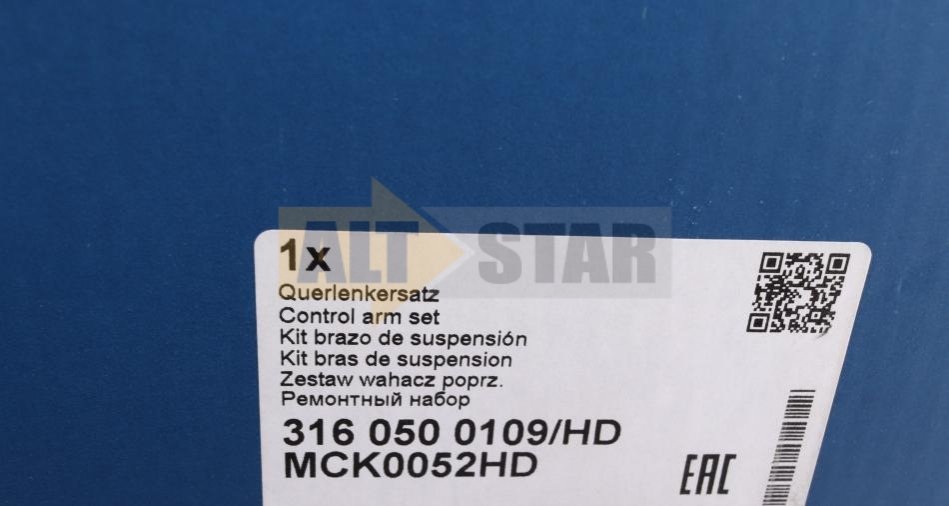 ALT STAR
1x
Querlenkersatz
Control arm set
Kit brazo de suspensión
Kit bras de suspension
Zestaw wahacz poprz.
Ремонтный набор
316 050 0109/HD
MCK0052HD
EAC